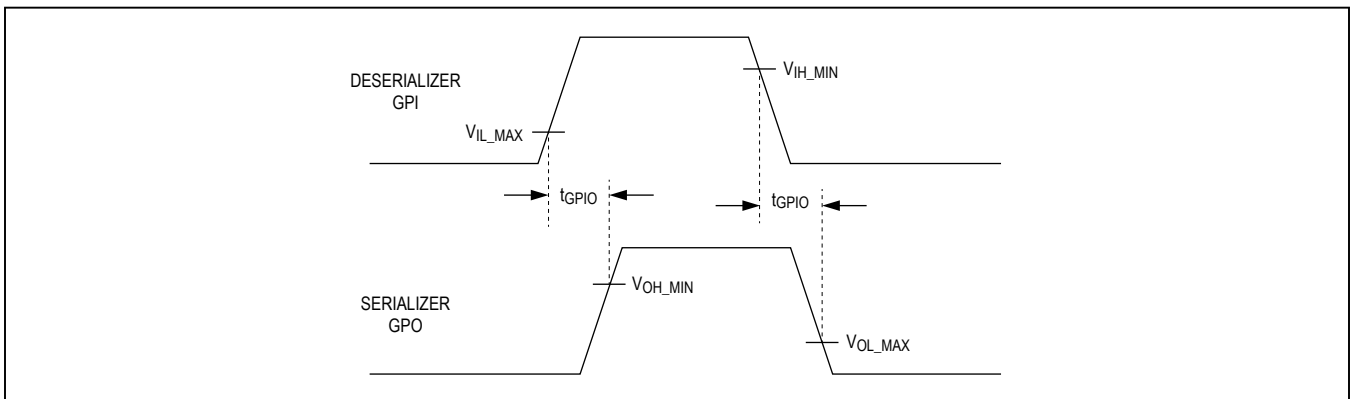 DESERIALIZER
GPI
VIH_MIN
VIL_MAX
tGPIO
tGPIO
SERIALIZER
GPO
VOH_MIN
VOL_MAX